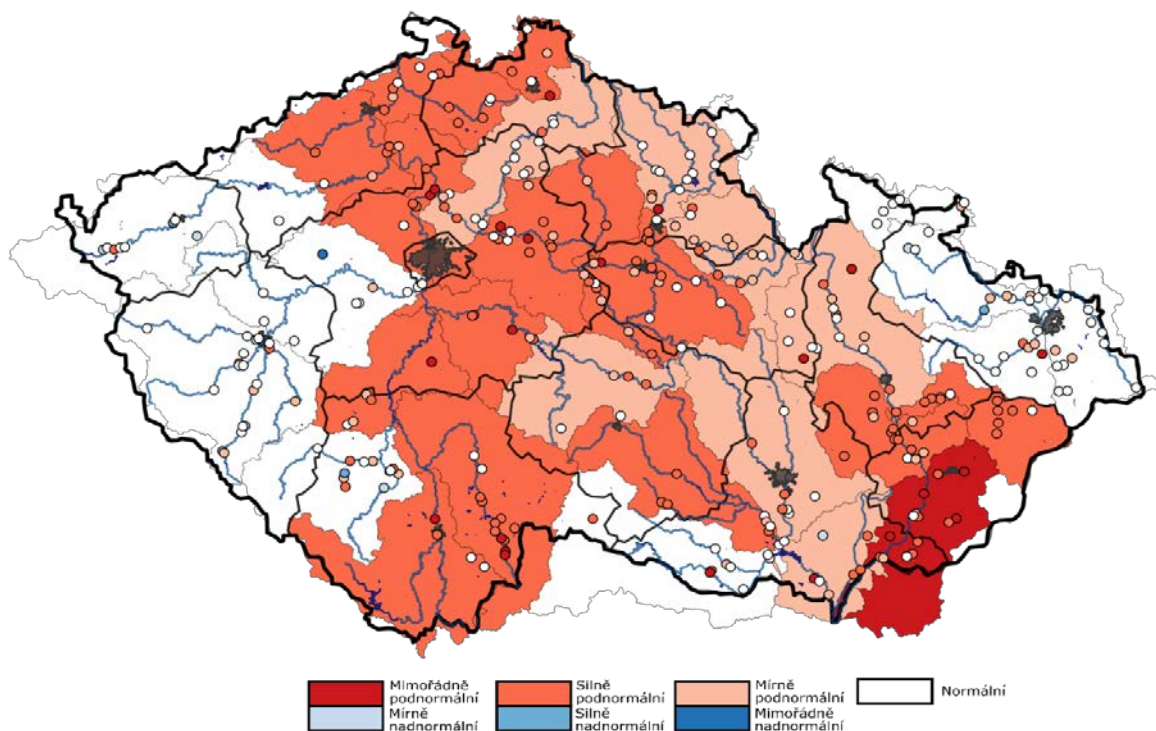 Mimořádně
podnormální
Silně
podnormální
Mírně
podnormální
Normální
Mírně
nadnormální
Silně
nadnormální
Mimořádně
nadnormální